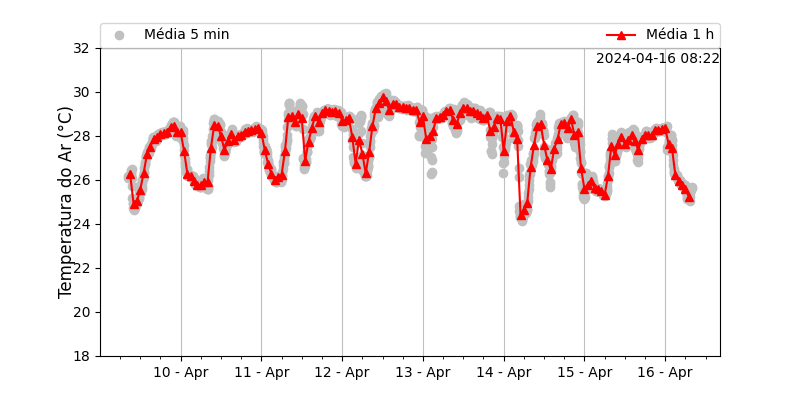 Média 5 min
Média 1 h
2024-04-16 08:22
Temperatura do Ar (°C)
32
30
28
26
24
22
20
18
10 - Apr
11 - Apr
12 - Apr
13 - Apr
14 - Apr
15 - Apr
16 - Apr